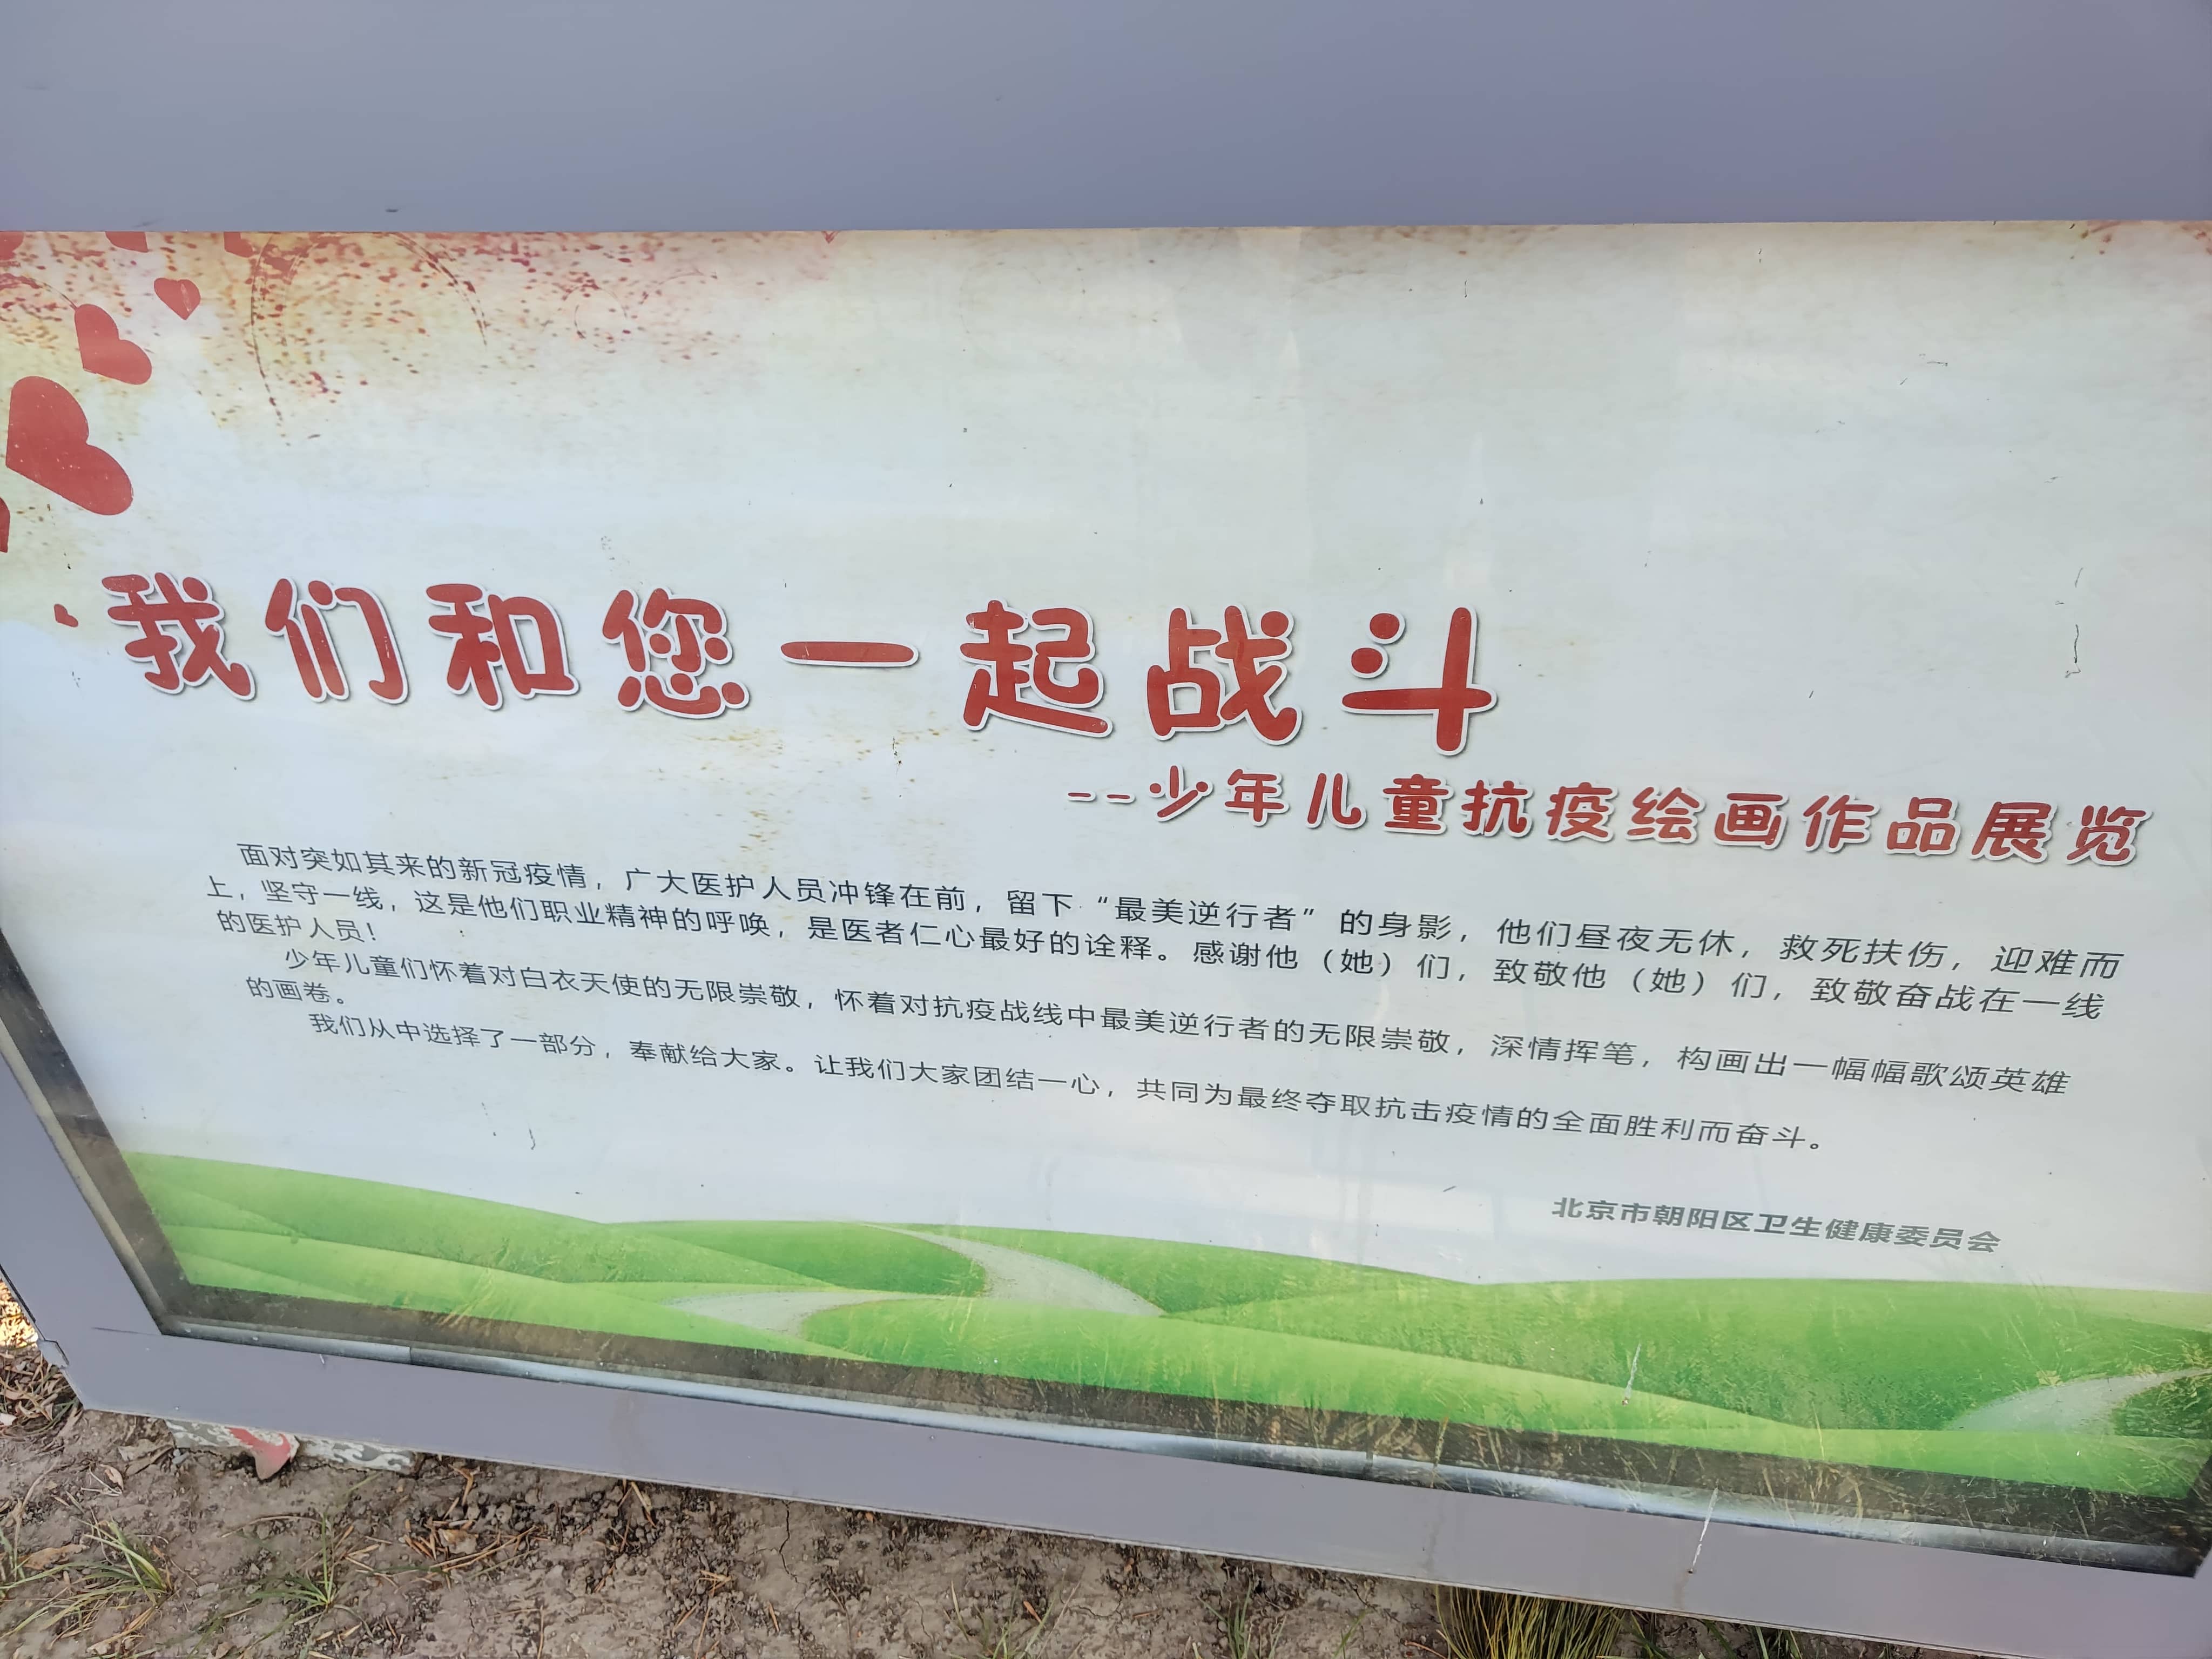 我们和您一起战斗
--少年儿童抗疫绘画作品展览
面对突如其来的新冠疫情，广大医护人员冲锋在前，留下“最美逆行者”的身影，他们昼夜无休，救死扶伤，迎难而
上，坚守一线，这是他们职业精神的呼唤，是医者仁心最好的诠释。感谢他（她）们，致敬他（她）们，致敬奋战在一线
的医护人员！
少年儿童们怀着对白衣天使的无限崇敬，怀着对抗疫战线中最美逆行者的无限崇敬，深情挥笔，构画出一幅幅歌颂英雄
的画卷。
我们从中选择了一部分，奉献给大家。让我们大家团结一心，共同为最终夺取抗击疫情的全面胜利而奋斗。
北京市朝阳区卫生健康委员会